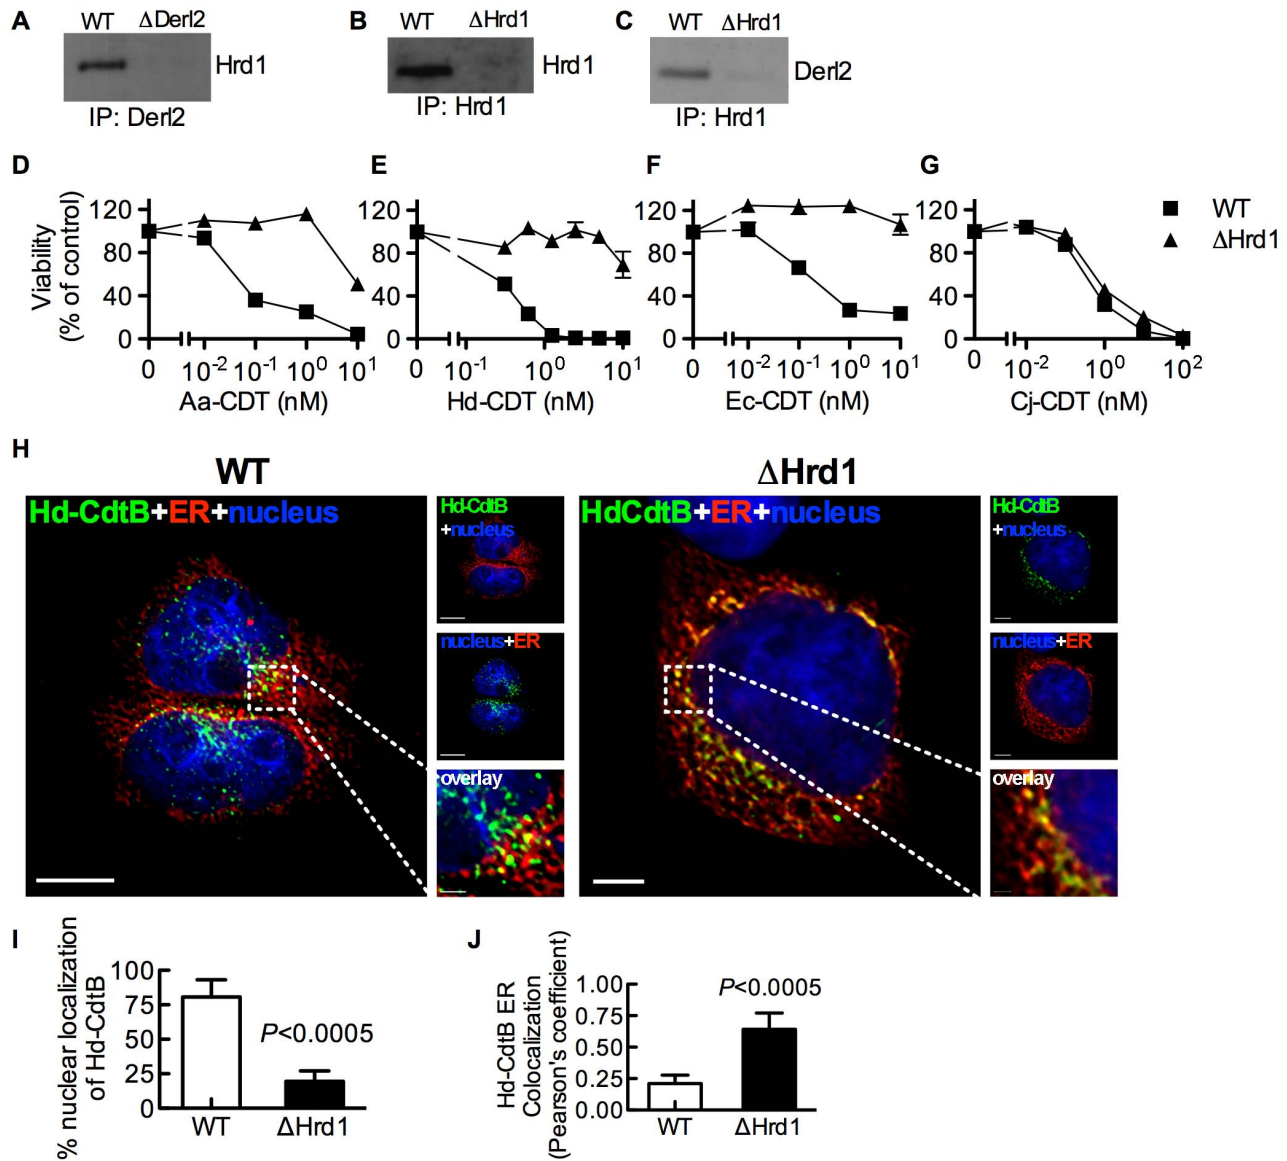 A
WT ΔDerl2
Hrd1
IP: Derl2
B
WT ΔHrd1
Hrd1
IP: Hrd1
C
WT ΔHrd1
Derl2
IP: Hrd1
D
Viability
(% of control)
120
80
40
0
0 10-2 10-1 100 101
Aa-CDT (nM)
E
120
80
40
0
0 10-1 100 101
Hd-CDT (nM)
F
120
80
40
0
0 10-2 10-1 100 101
Ec-CDT (nM)
G
120
80
40
0
0 10-2 100 102
Cj-CDT (nM)
WT
ΔHrd1
H
WT
Hd-CdtB+ER+nucleus
Hd-CdtB
+nucleus
nucleus+ER
overlay
ΔHrd1
HdCdtB+ER+nucleus
Hd-CdtB
+nucleus
nucleus+ER
overlay
I
% nuclear localization
of Hd-CdtB
100
75
50
25
0
P<0.0005
WT ΔHrd1
J
Hd-CdtB ER
Colocalization
(Pearson's coefficient)
1.00
0.75
0.50
0.25
0.00
P<0.0005
WT ΔHrd1